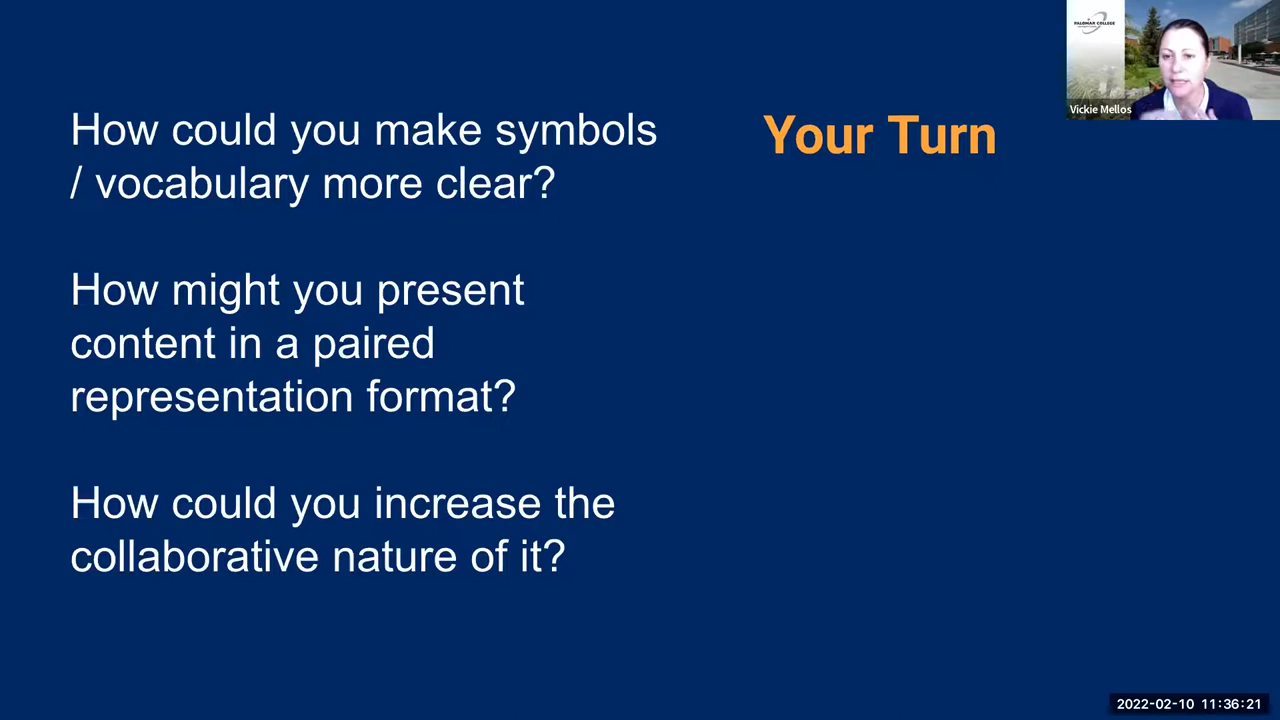 How could you make symbols
/ vocabulary more clear?
How might you present
content in a paired
representation format?
How could you increase the
collaborative nature of it?
Your Turn
PALOMAR COLLEGE
Vickie Mellos
2022-02-10 11:36:21